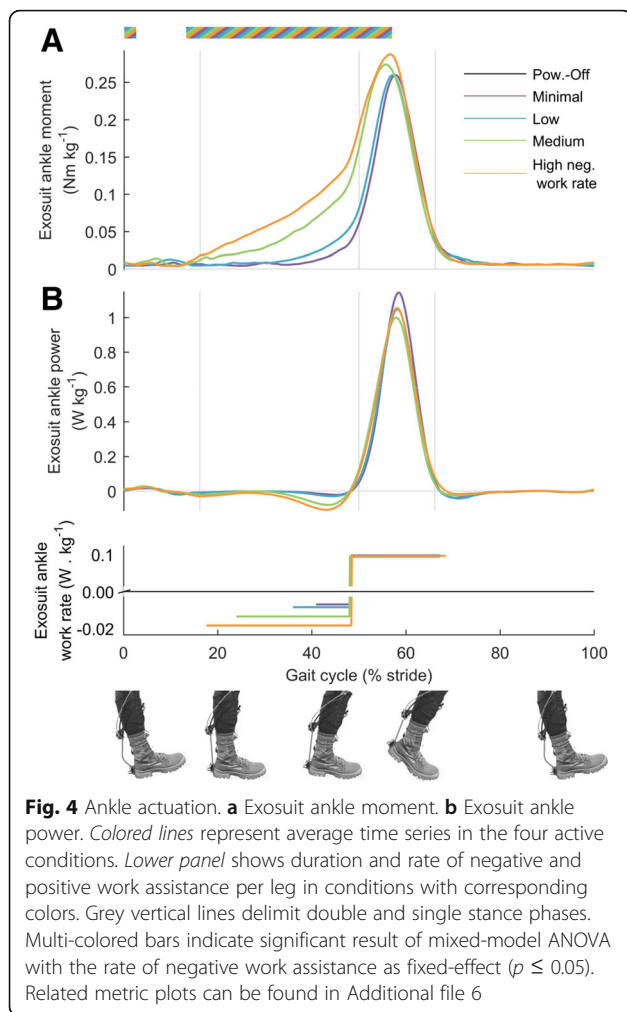 A
Exosuit ankle moment
(Nm kg-1)
0.25
0.2
0.15
0.1
0.05
0
Pow.-Off
Minimal
Low
Medium
High neg.
work rate
B
Exosuit ankle power
(W kg-1)
1
0.8
0.6
0.4
0.2
0
Exosuit ankle
work rate (W . kg-1)
0.1
0.00
-0.02
0
20
40
60
80
100
Gait cycle (% stride)
Fig. 4 Ankle actuation. a Exosuit ankle moment. b Exosuit ankle
power. Colored lines represent average time series in the four active
conditions. Lower panel shows duration and rate of negative and
positive work assistance per leg in conditions with corresponding
colors. Grey vertical lines delimit double and single stance phases.
Multi-colored bars indicate significant result of mixed-model ANOVA
with the rate of negative work assistance as fixed-effect (p ≤ 0.05).
Related metric plots can be found in Additional file 6